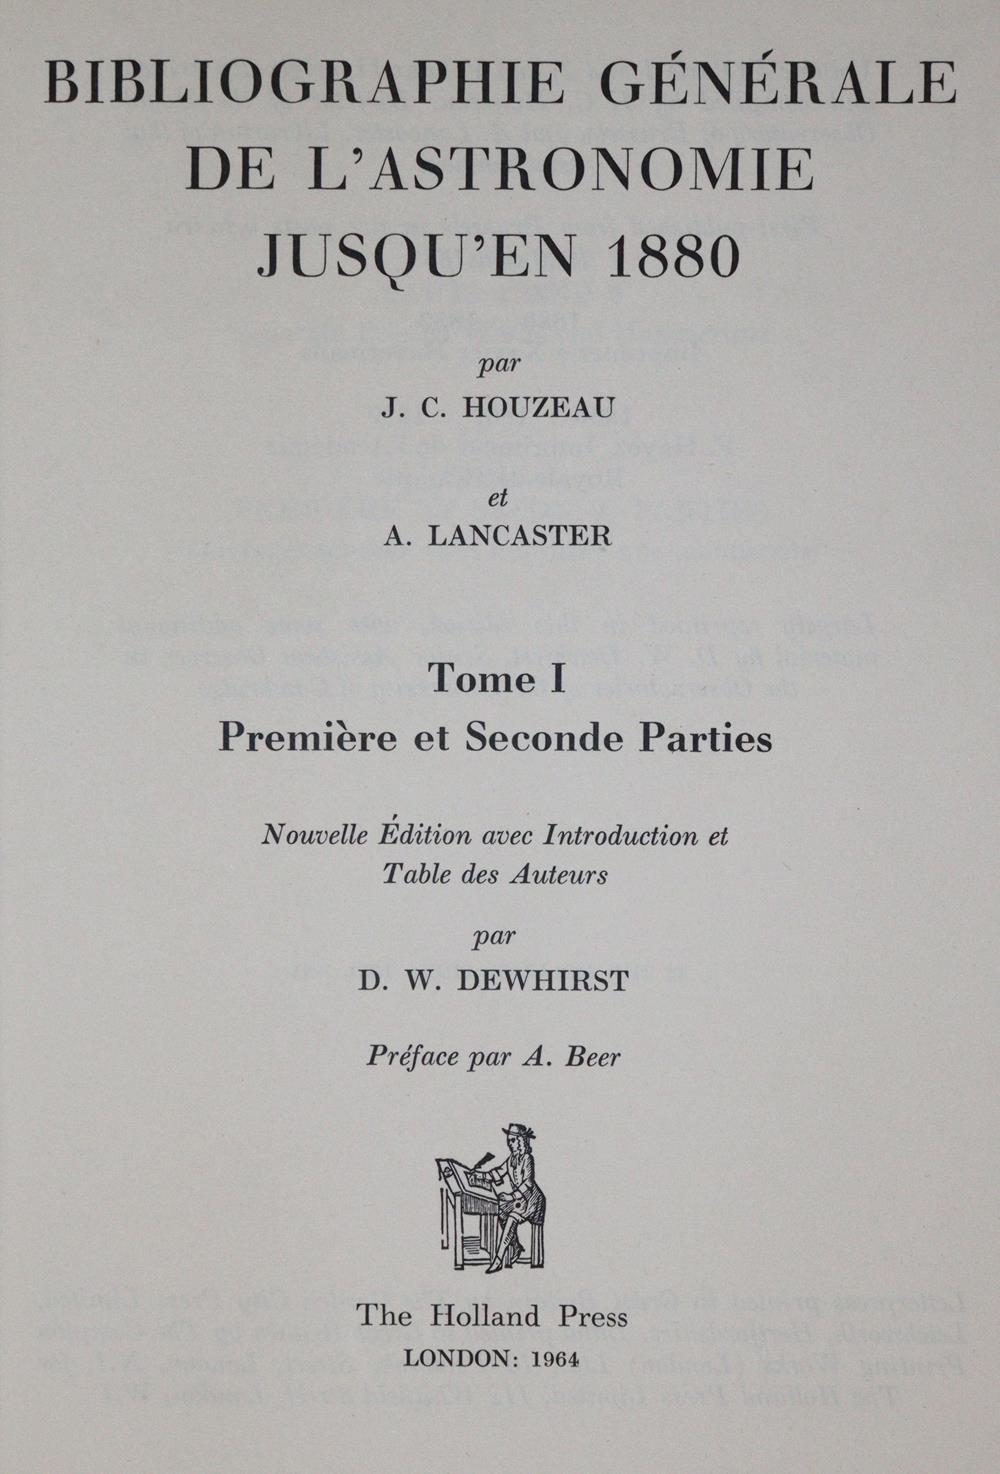 BIBLIOGRAPHIE GÉNÉRALE
DE L'ASTRONOMIE
JUSQU'EN 1880
par
J. C. HOUZEAU
et
A. LANCASTER
Tome I
Première et Seconde Parties
Nouvelle Édition avec Introduction et
Table des Auteurs
par
D. W. DEWHIRST
Préface par A. Beer
The Holland Press
LONDON: 1964